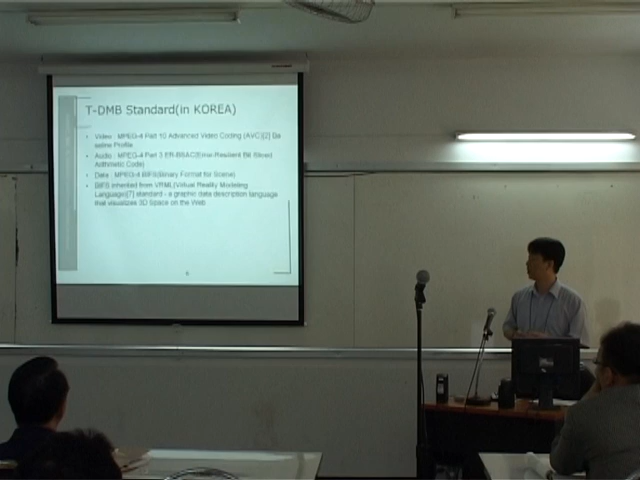 T-DMB Standard(in KOREA)
Video : MPEG-4 Part 10 Advanced Video Coding (AVC)[2] Ba
seline Profile
Audio : MPEG-4 Part 3 ER-BSAC(Error Resilient Bit Sliced
Arithmetic Code)
Data : MPEG-4 BIFS(Binary Format for Scene)
BIFS inherited from VRML(Virtual Reality Modeling
Language)[7] standard - a graphic data description language
that visualizes 3D Space on the Web